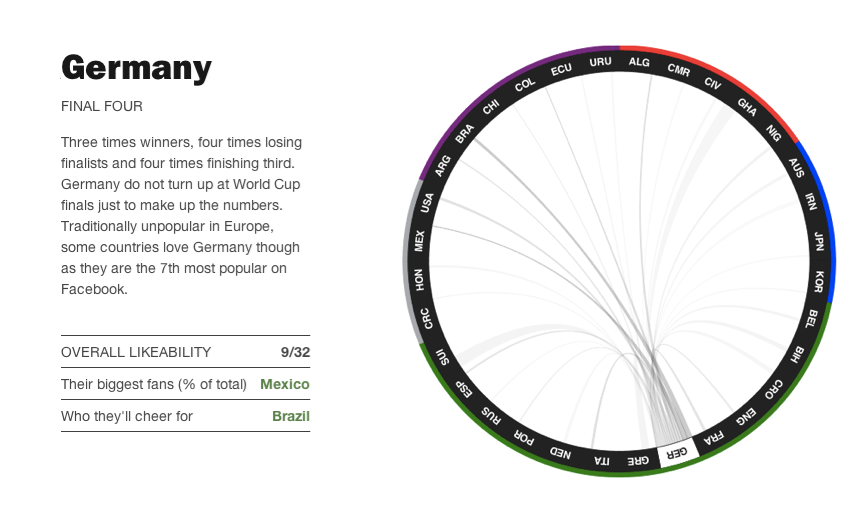 Germany
FINAL FOUR
Three times winners, four times losing
finalists and four times finishing third.
Germany do not turn up at World Cup
finals just to make up the numbers.
Traditionally unpopular in Europe,
some countries love Germany though
as they are the 7th most popular on
Facebook.
OVERALL LIKEABILITY 9/32
Their biggest fans (% of total) Mexico
Who they'll cheer for Brazil
URU
ALG
CMR
CIV
GHA
NIG
AUS
IRN
JPN
KOR
BEL
BIH
CRO
ENG
FRA
GER
GRE
ITA
NED
POR
RUS
ESP
SUI
CRC
HON
MEX
USA
ARG
BRA
CHI
COL
ECU